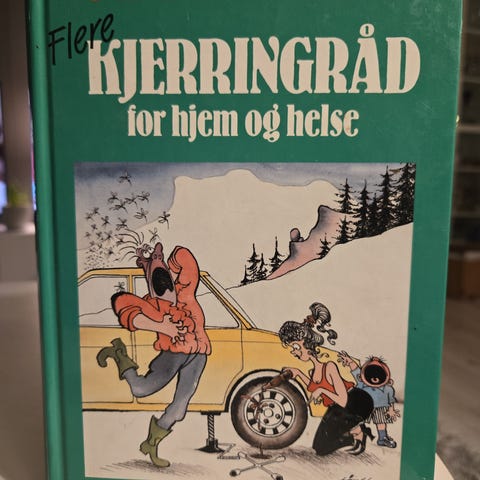 Flere
KJERRINGRÅD
for hjem og helse